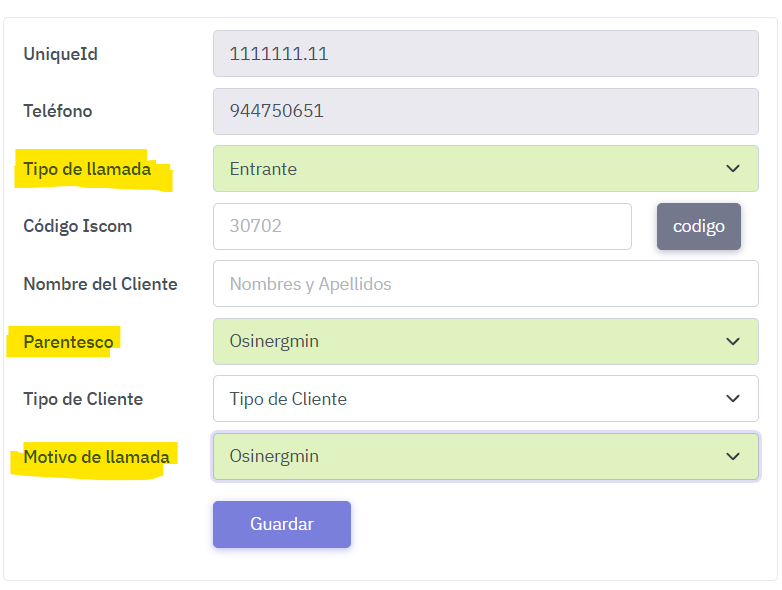 UniqueId 1111111.11
Teléfono 944750651
Tipo de llamada Entrante
Código Iscom 30702 codigo
Nombre del Cliente Nombres y Apellidos
Parentesco Osinergmin
Tipo de Cliente Tipo de Cliente
Motivo de llamada Osinergmin
Guardar